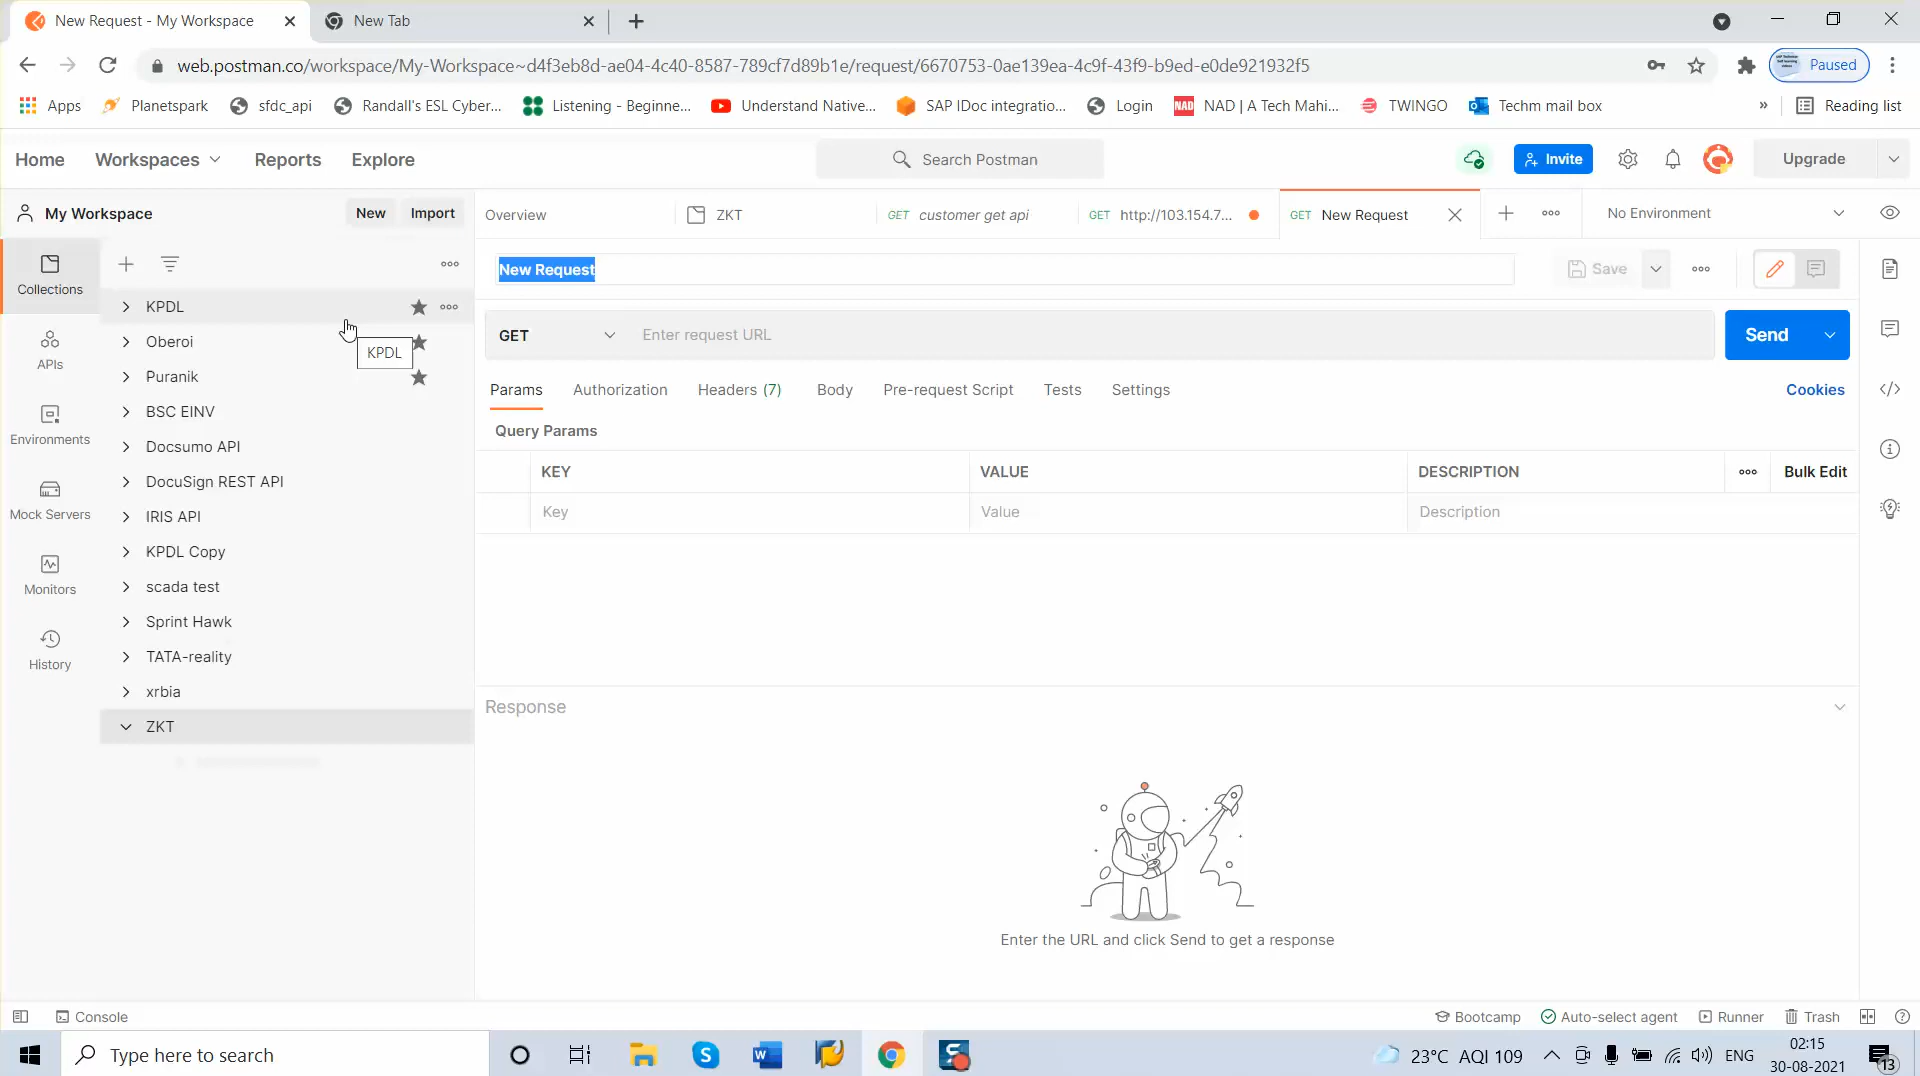 New Request - My Workspace
New Tab
web.postman.co/workspace/My-Workspace~d4f3eb8d-ae04-4c40-8587-789cf7d89b1e/request/6670753-0ae139ea-4c9f-43f9-b9ed-e0de921932f5
Paused
Apps
Planetspark
sfdc_api
Randall's ESL Cyber...
Listening - Beginne...
Understand Native...
SAP IDoc integratio...
Login
NAD NAD | A Tech Mahi...
TWINGO
Techm mail box
»
Reading list
Home
Workspaces
Reports
Explore
Search Postman
Invite
Upgrade
My Workspace
New
Import
Overview
ZKT
GET customer get api
GET http://103.154.7...
GET New Request
No Environment
Collections
APIs
Environments
Mock Servers
Monitors
History
KPDL
Oberoi
KPDL
Puranik
BSC EINV
Docsumo API
DocuSign REST API
IRIS API
KPDL Copy
scada test
Sprint Hawk
TATA-reality
xrbia
ZKT
New Request
Save
GET
Enter request URL
Send
Params
Authorization
Headers (7)
Body
Pre-request Script
Tests
Settings
Cookies
Query Params
KEY
VALUE
DESCRIPTION
Bulk Edit
Key
Value
Description
Response
Enter the URL and click Send to get a response
Console
Bootcamp
Auto-select agent
Runner
Trash
Type here to search
23°C AQI 109
ENG
02:15
30-08-2021
13